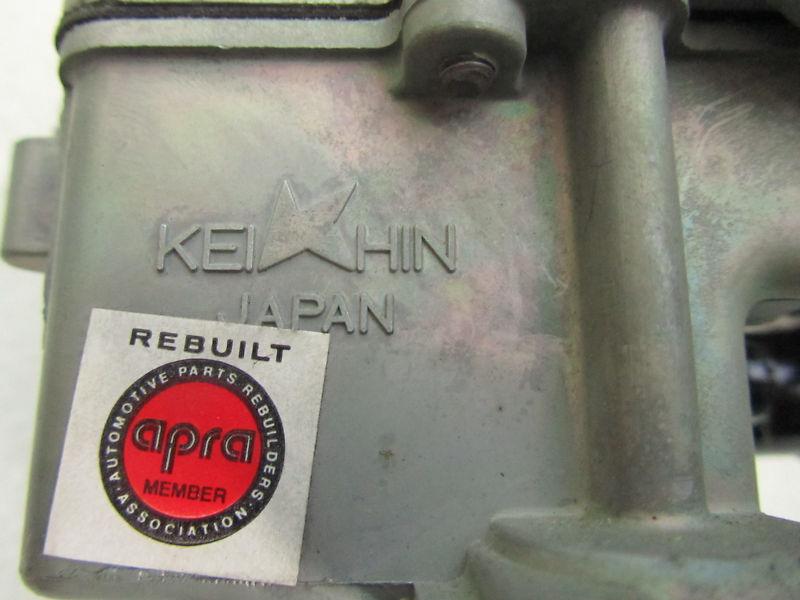 KEIHIN
JAPAN
REBUILT
AUTOMOTIVE PARTS REBUILDERS
apra
MEMBER
ASSOCIATION